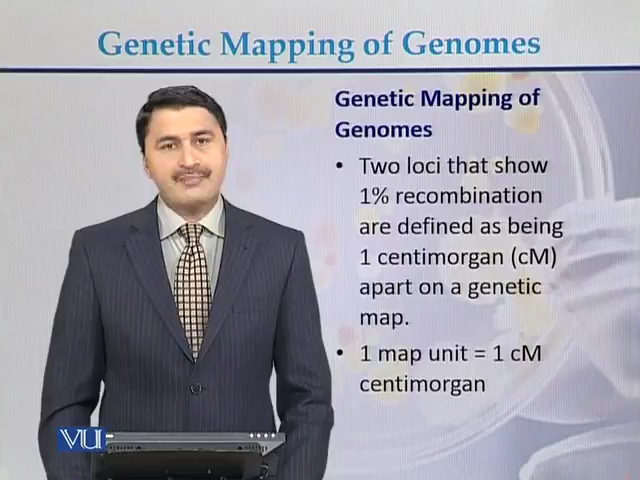 Genetic Mapping of Genomes
Genetic Mapping of
Genomes
• Two loci that show
1% recombination
are defined as being
1 centimorgan (cM)
apart on a genetic
map.
• 1 map unit = 1 cM
centimorgan
VU